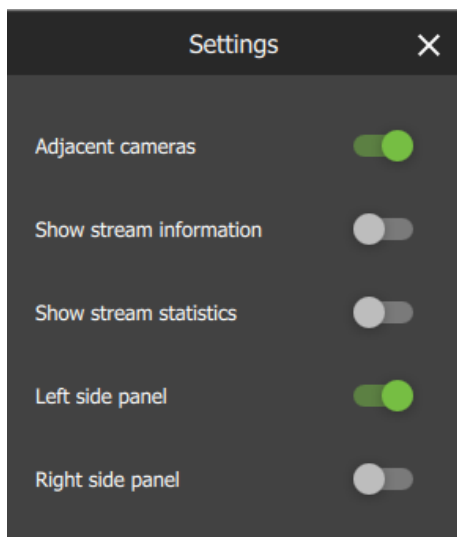 Settings
Adjacent cameras
Show stream information
Show stream statistics
Left side panel
Right side panel